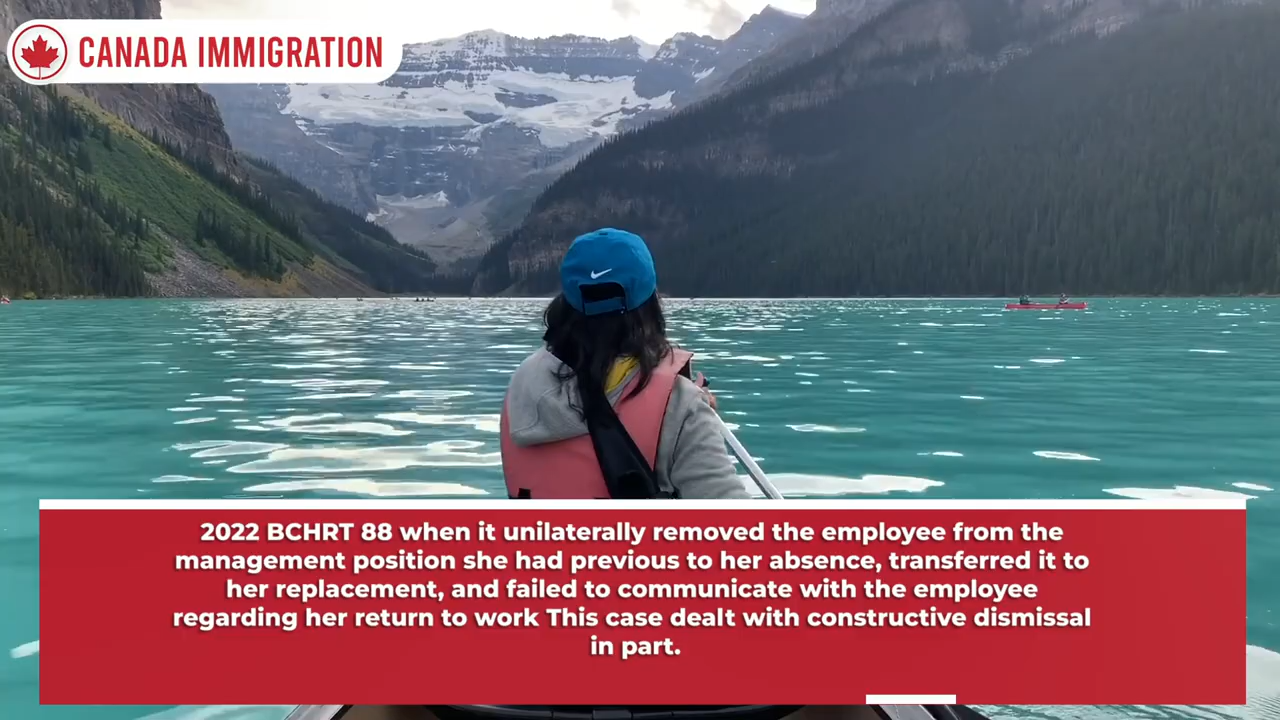 CANADA IMMIGRATION
2022 BCHRT 88 when it unilaterally removed the employee from the
management position she had previous to her absence, transferred it to
her replacement, and failed to communicate with the employee
regarding her return to work This case dealt with constructive dismissal
in part.